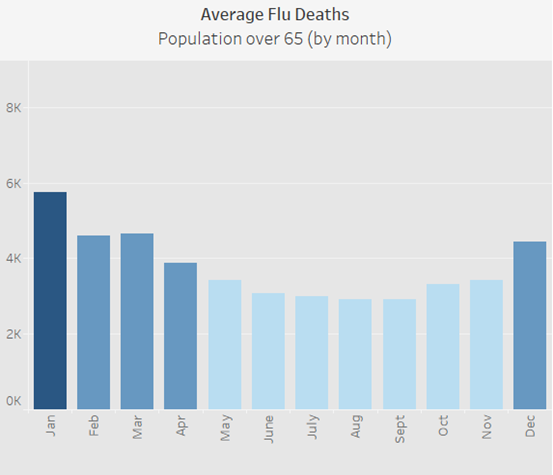 Average Flu Deaths
Population over 65 (by month)
8K
6K
4K
2K
0K
Jan
Feb
Mar
Apr
May
June
July
Aug
Sept
Oct
Nov
Dec